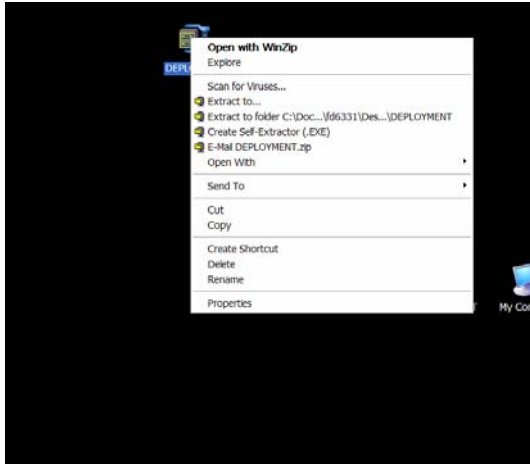 Open with WinZip
Explore
DEPL
Scan for Viruses...
Extract to...
Extract to folder C:\Doc...\fd6331\Des...\DEPLOYMENT
Create Self-Extractor (.EXE)
E-Mail DEPLOYMENT.zip
Open With
Send To
Cut
Copy
Create Shortcut
Delete
Rename
Properties
My Co